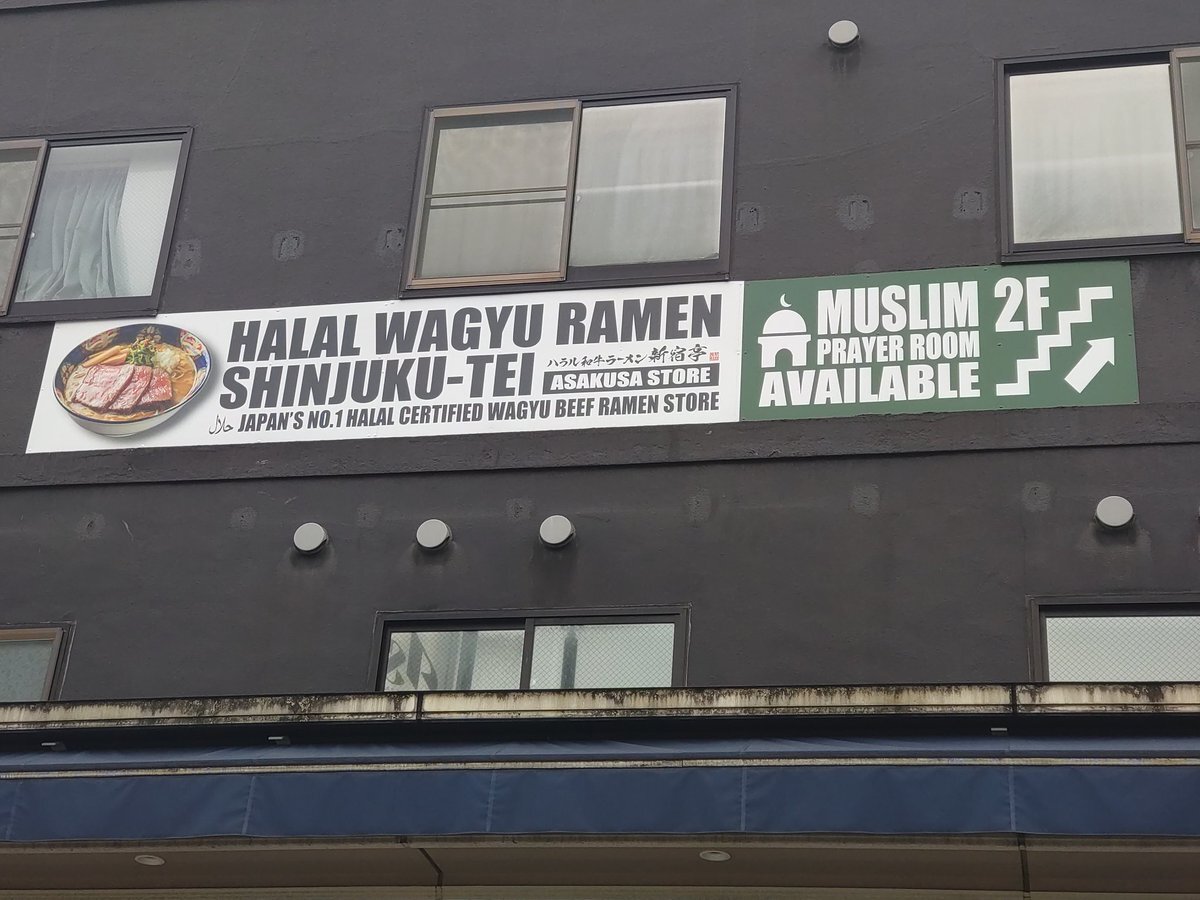 HALAL WAGYU RAMEN
SHINJUKU-TEI
ハラル和牛ラーメン 新宿亭
ASAKUSA STORE
حلال JAPAN'S NO.1 HALAL CERTIFIED WAGYU BEEF RAMEN STORE
MUSLIM 2F
PRAYER ROOM
AVAILABLE